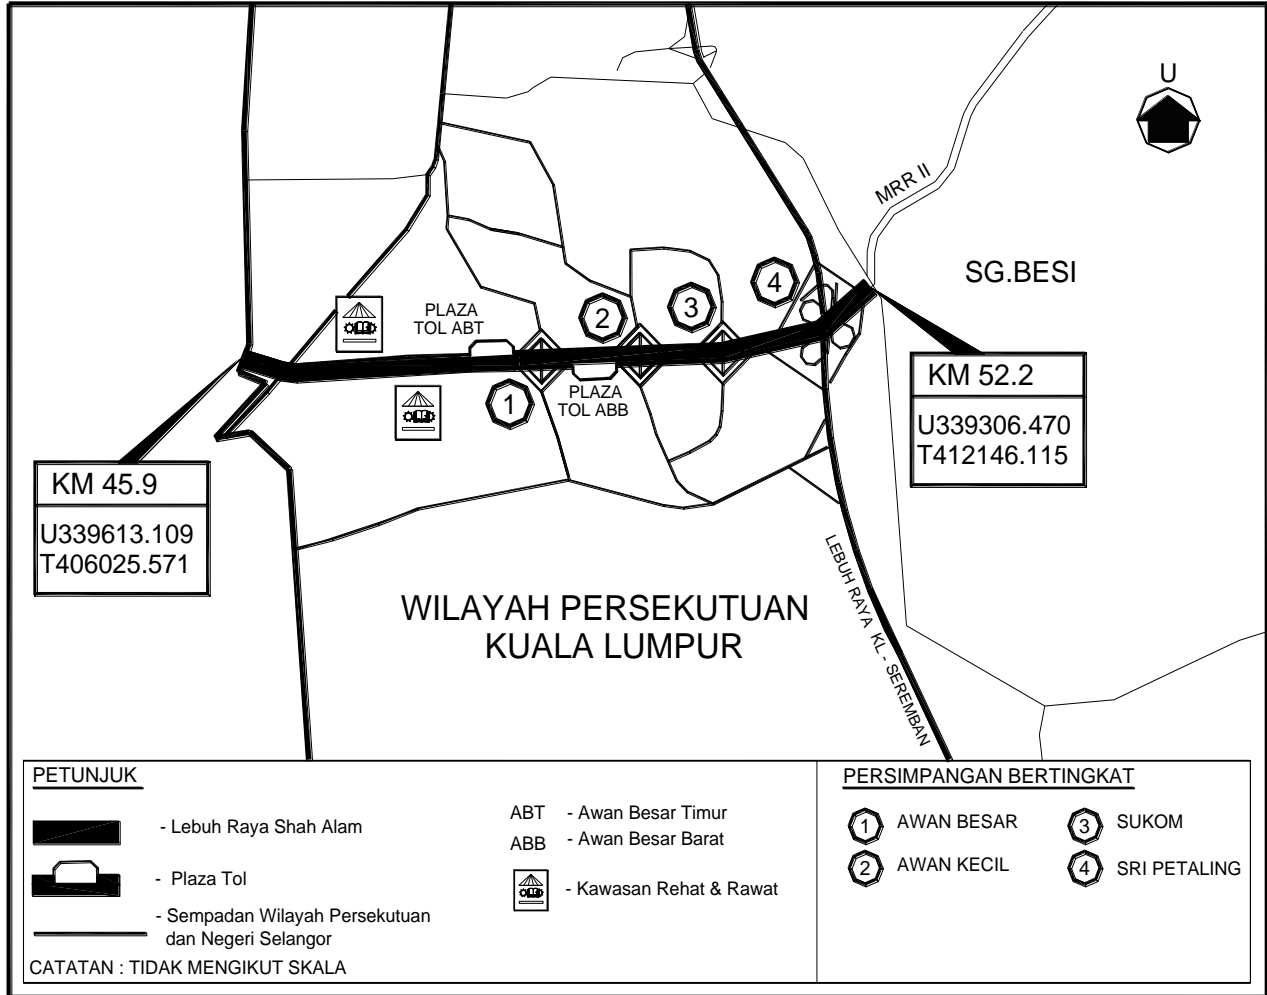 U
MRR II
SG.BESI
4
3
2
PLAZA
TOL ABT
1
PLAZA
TOL ABB
KM 52.2
U339306.470
T412146.115
KM 45.9
U339613.109
T406025.571
LEBUH RAYA KL - SEREMBAN
WILAYAH PERSEKUTUAN
KUALA LUMPUR
PETUNJUK
- Lebuh Raya Shah Alam
- Plaza Tol
- Sempadan Wilayah Persekutuan
dan Negeri Selangor
CATATAN : TIDAK MENGIKUT SKALA
ABT - Awan Besar Timur
ABB - Awan Besar Barat
- Kawasan Rehat & Rawat
PERSIMPANGAN BERTINGKAT
1 AWAN BESAR
2 AWAN KECIL
3 SUKOM
4 SRI PETALING